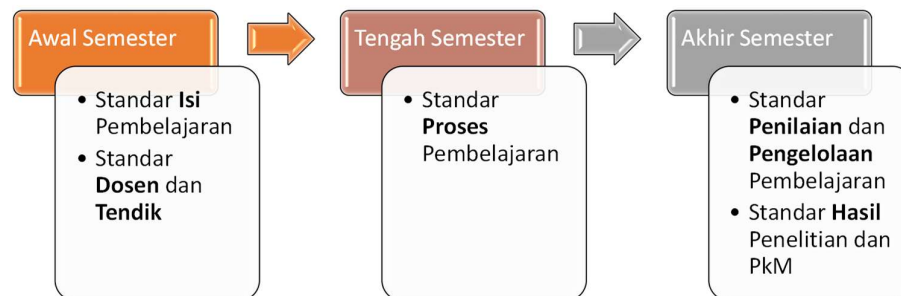 Awal Semester
• Standar Isi
Pembelajaran
• Standar
Dosen dan
Tendik
Tengah Semester
• Standar
Proses
Pembelajaran
Akhir Semester
• Standar
Penilaian dan
Pengelolaan
Pembelajaran
• Standar Hasil
Penelitian dan
PkM